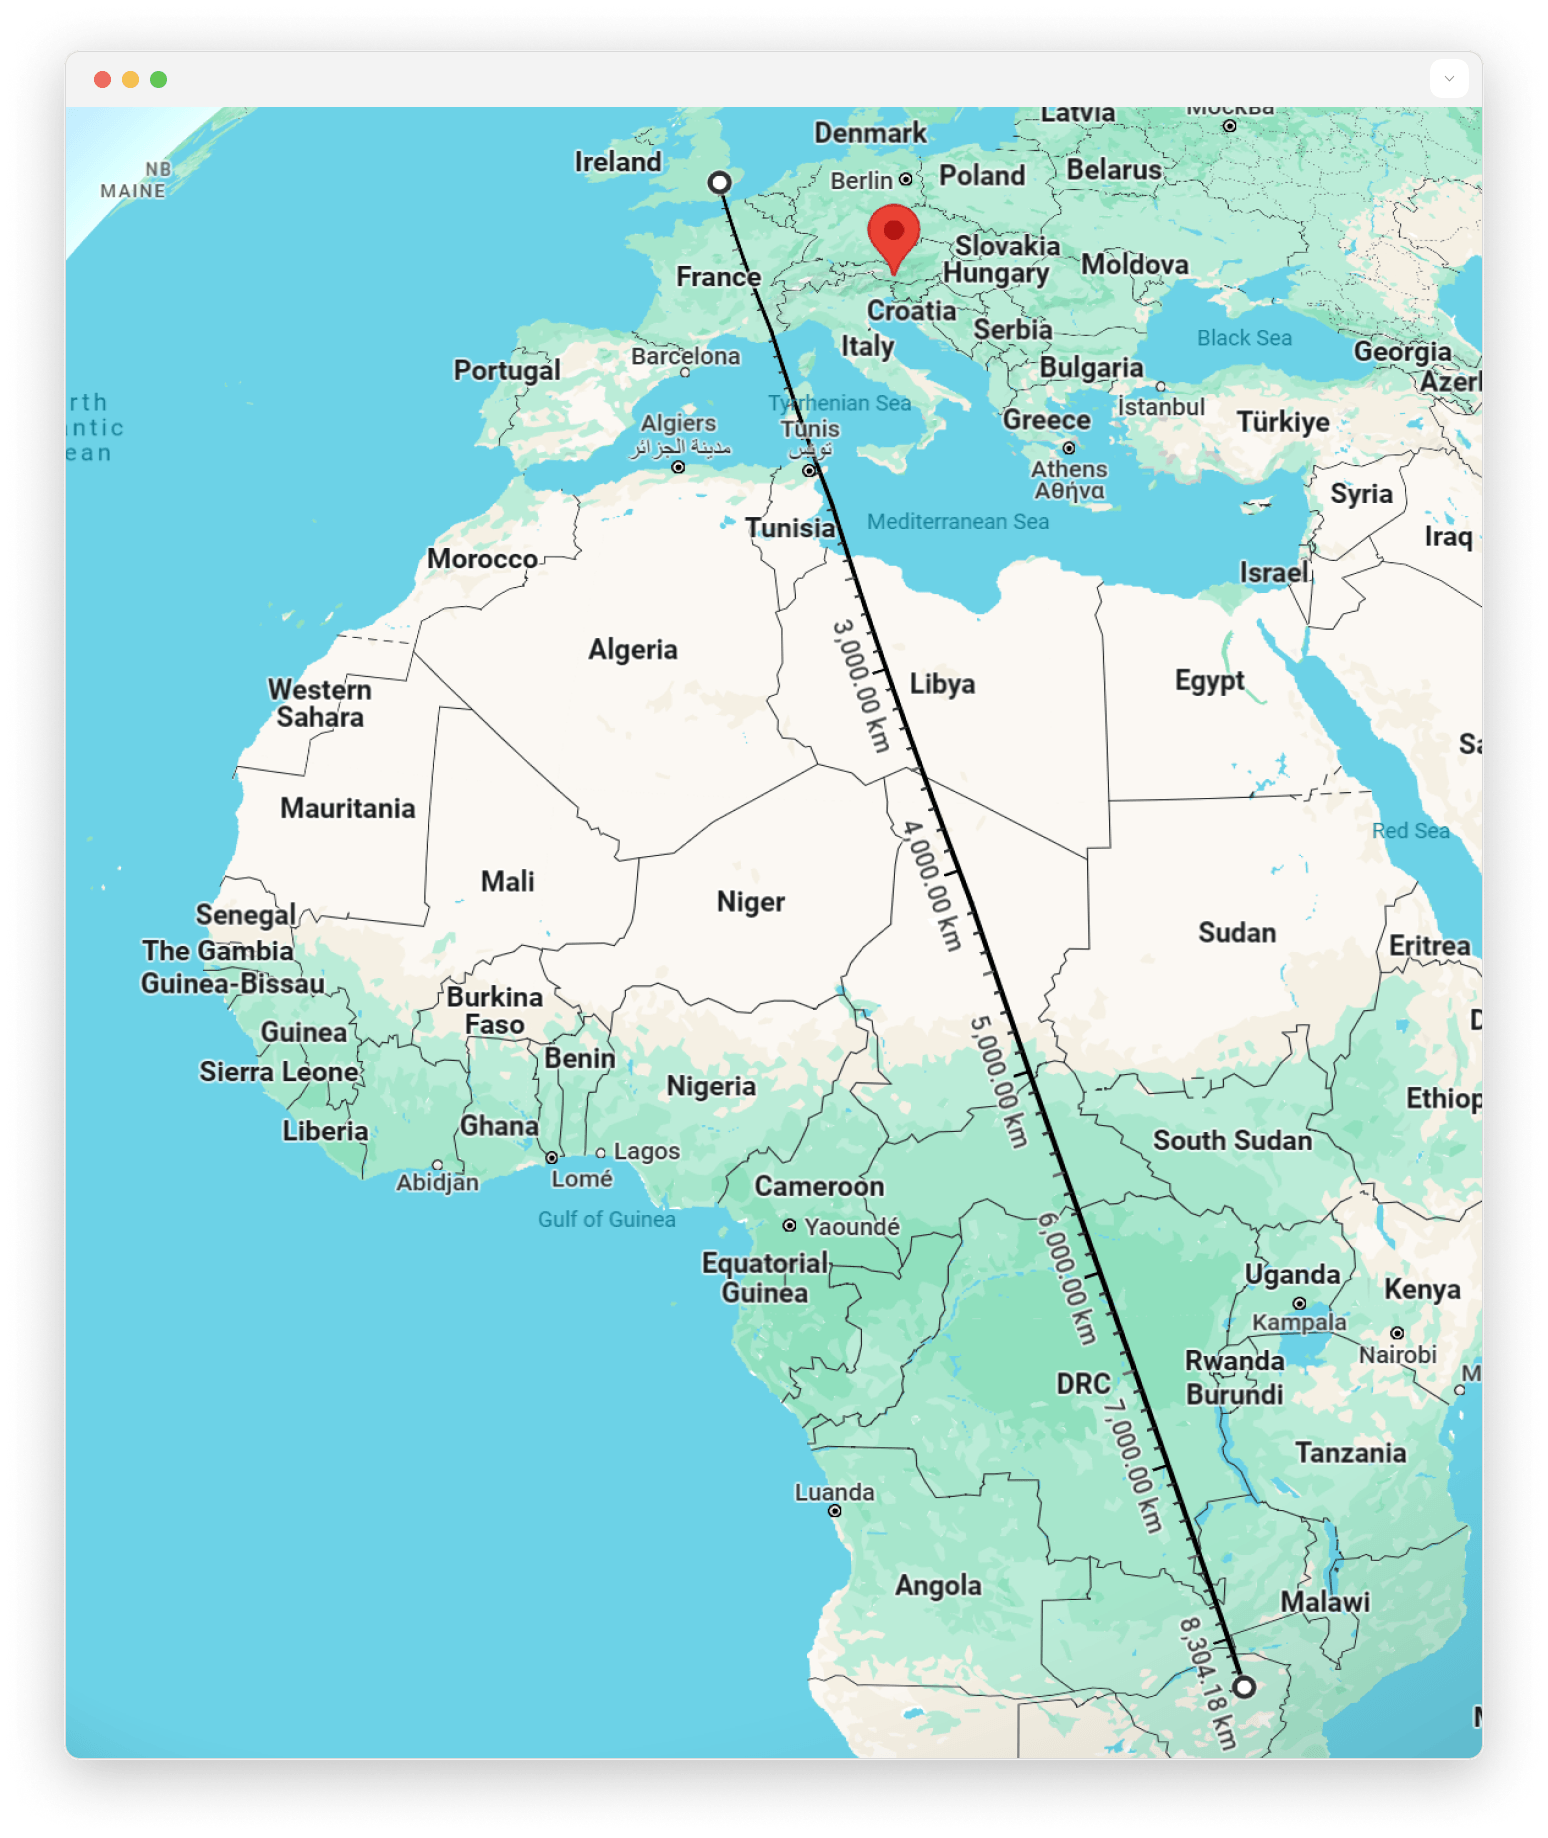 Latvia
Москва
Denmark
NB
MAINE
Ireland
Berlin
Poland
Belarus
Slovakia
France
Hungary
Moldova
Croatia
Serbia
Black Sea
Italy
Barcelona
Georgia
Portugal
Bulgaria
Azerl
rth
ntic
ean
Tyrrhenian Sea
İstanbul
Algiers
مدينة الجزائر
Tunis
تونس
Greece
Türkiye
Athens
Αθήνα
Syria
Mediterranean Sea
Tunisia
Iraq
Morocco
Israel
Algeria
3,000.00 km
Libya
Egypt
Western
Sahara
Sa
Mauritania
4,000.00 km
Red Sea
Mali
Niger
Senegal
Sudan
Eritrea
The Gambia
Guinea-Bissau
Burkina
Faso
Guinea
5,000.00 km
D
Benin
Sierra Leone
Nigeria
Ethiop
Liberia
Ghana
South Sudan
Lagos
Abidjan
Lomé
Cameroon
Gulf of Guinea
Yaoundé
6,000.00 km
Equatorial
Guinea
Uganda
Kenya
Kampala
Nairobi
Rwanda
M
DRC
Burundi
7,000.00 km
Tanzania
Luanda
Angola
Malawi
8,304.18 km